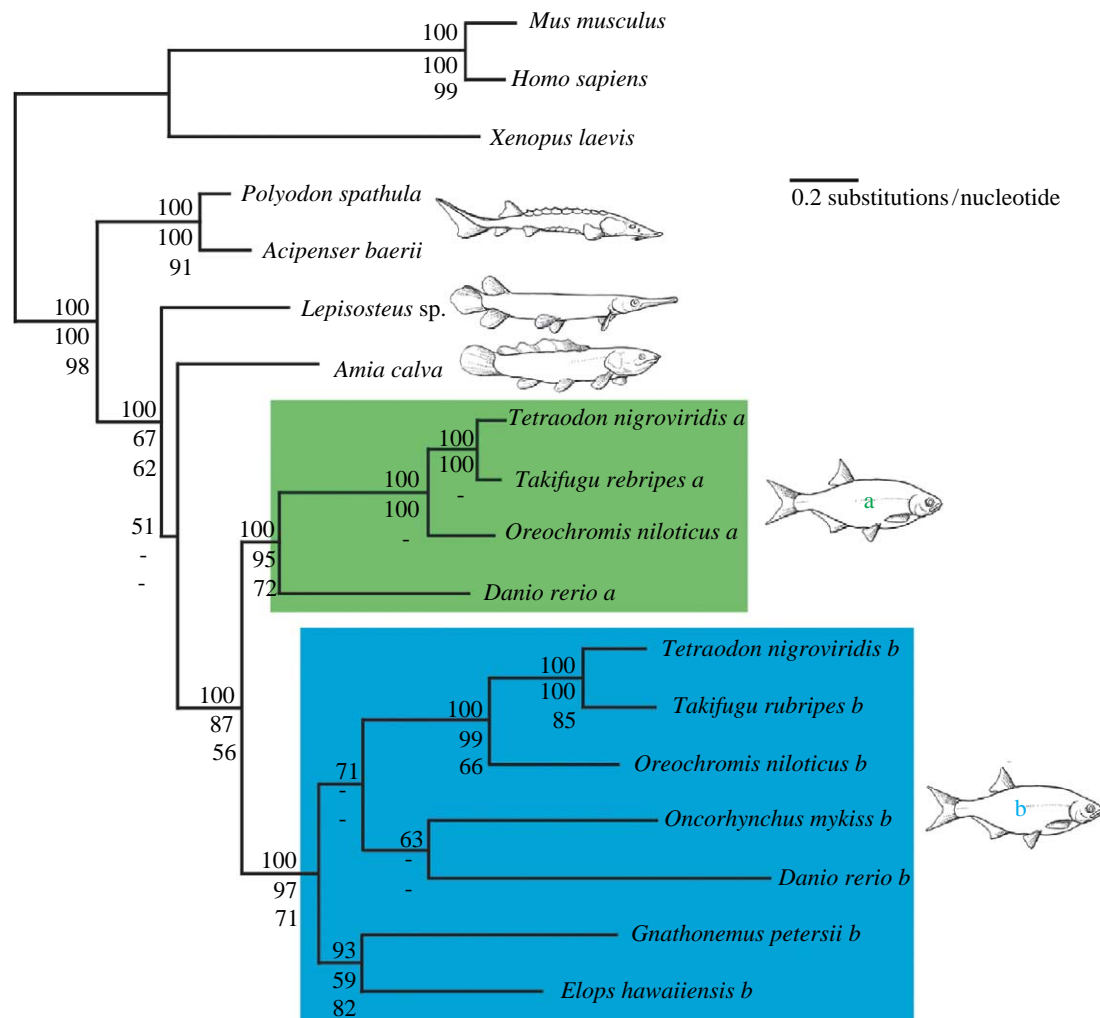 Mus musculus
100
100
99
Homo sapiens
Xenopus laevis
0.2 substitutions/nucleotide
Polyodon spathula
100
100
91
Acipenser baerii
Lepisosteus sp.
100
100
98
Amia calva
100
67
62
Tetraodon nigroviridis a
100
100
-
Takifugu rebripes a
100
100
-
Oreochromis niloticus a
a
51
-
-
100
95
72
Danio rerio a
Tetraodon nigroviridis b
100
100
85
Takifugu rubripes b
100
87
56
100
99
66
Oreochromis niloticus b
71
-
-
Oncorhynchus mykiss b
b
63
-
-
Danio rerio b
100
97
71
Gnathonemus petersii b
93
59
82
Elops hawaiiensis b